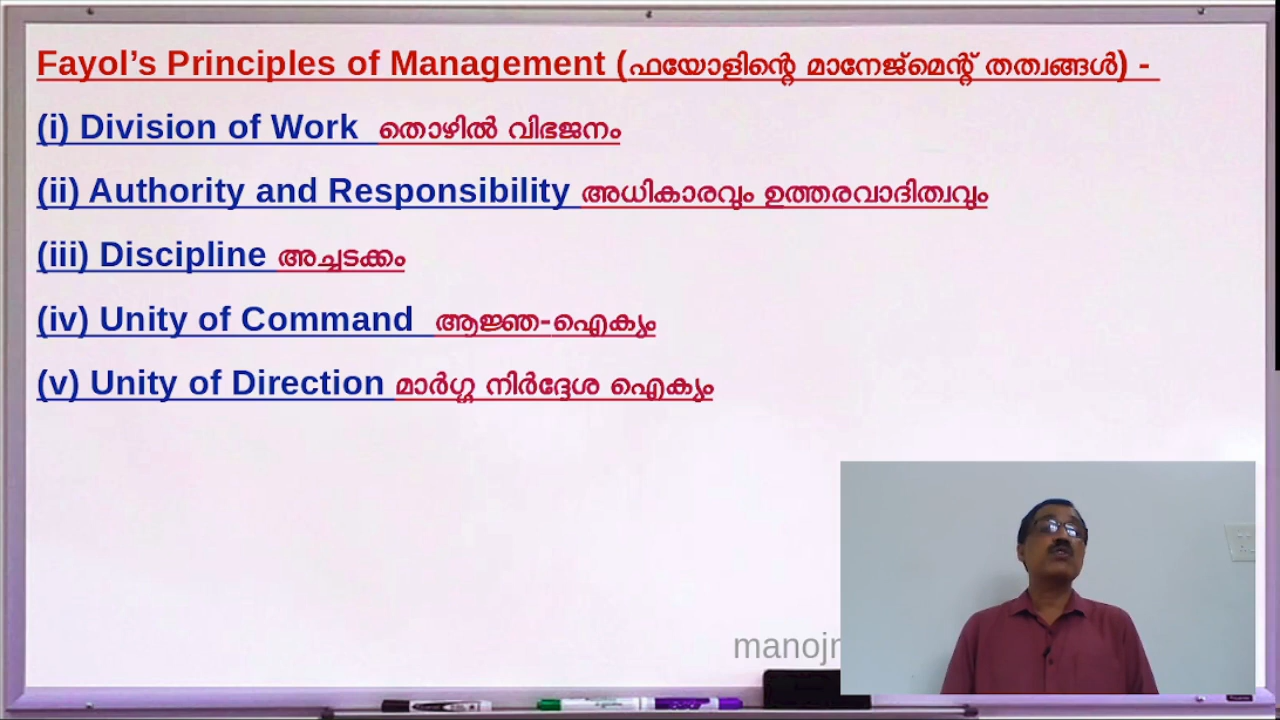 Fayol’s Principles of Management (ഫയോളിന്റെ മാനേജ്മെന്റ് തത്വങ്ങൾ) -
(i) Division of Work തൊഴിൽ വിഭജനം
(ii) Authority and Responsibility അധികാരവും ഉത്തരവാദിത്വവും
(iii) Discipline അച്ചടക്കം
(iv) Unity of Command ആജ്ഞ-ഐക്യം
(v) Unity of Direction മാർഗ്ഗ നിർദ്ദേശ ഐക്യം